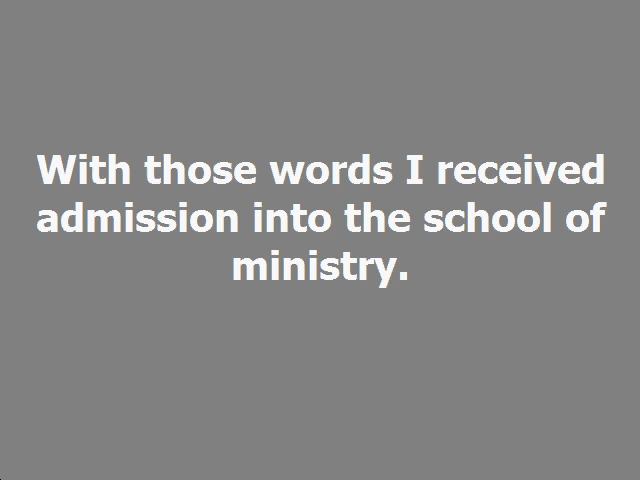 With those words I received
admission into the school of
ministry.